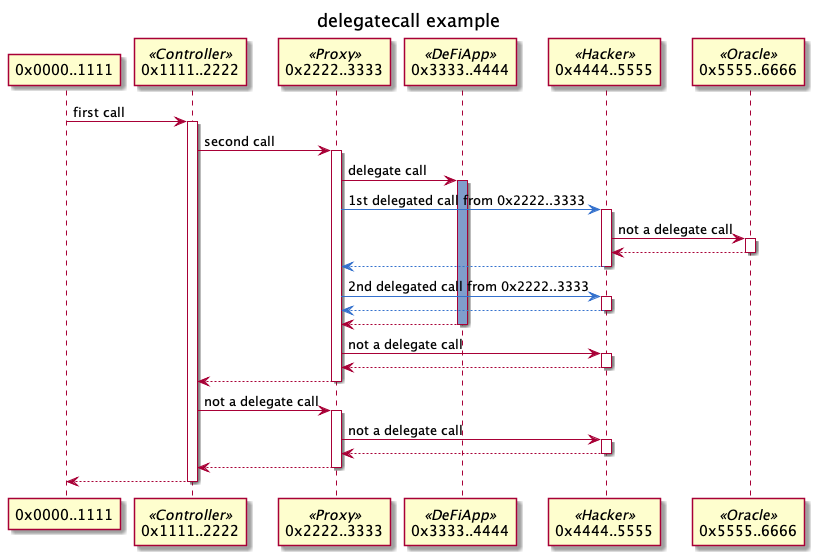 delegatecall example
0x0000..1111
«Controller»
0x1111..2222
«Proxy»
0x2222..3333
«DeFiApp»
0x3333..4444
«Hacker»
0x4444..5555
«Oracle»
0x5555..6666
first call
second call
delegate call
1st delegated call from 0x2222..3333
not a delegate call
2nd delegated call from 0x2222..3333
not a delegate call
not a delegate call
not a delegate call
0x0000..1111
«Controller»
0x1111..2222
«Proxy»
0x2222..3333
«DeFiApp»
0x3333..4444
«Hacker»
0x4444..5555
«Oracle»
0x5555..6666